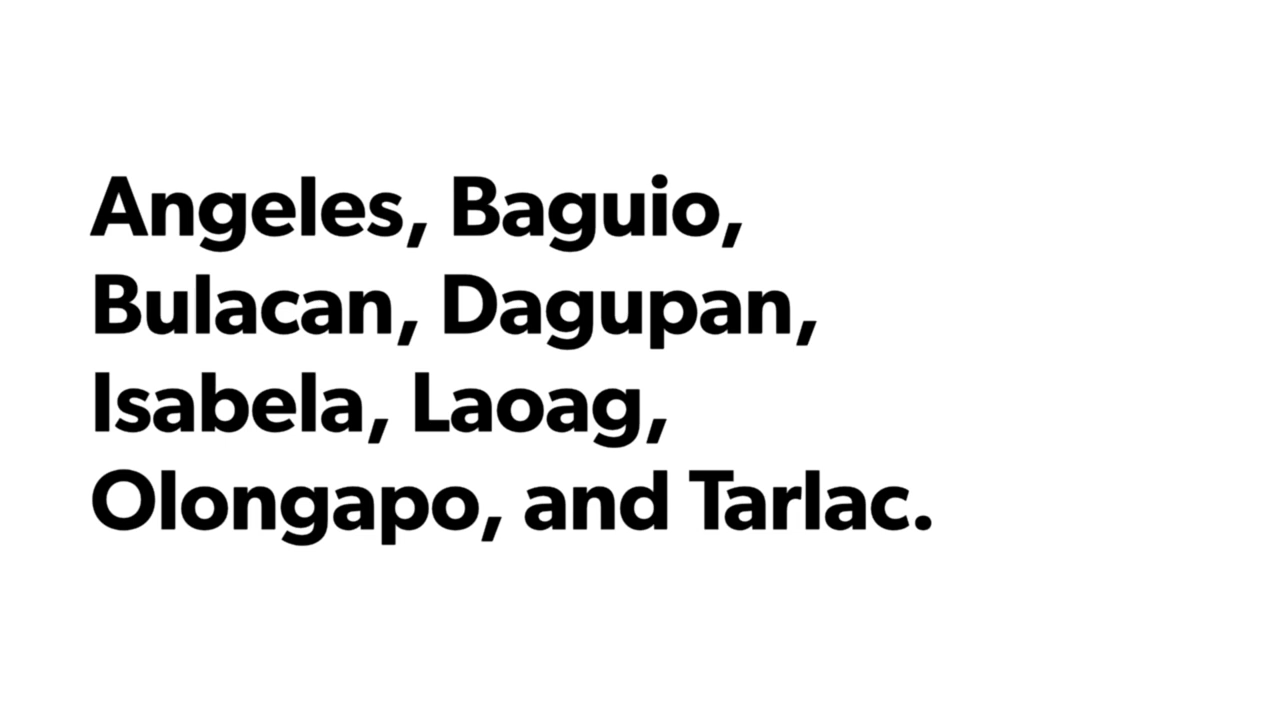 Angeles, Baguio,
Bulacan, Dagupan,
Isabela, Laoag,
Olongapo, and Tarlac.